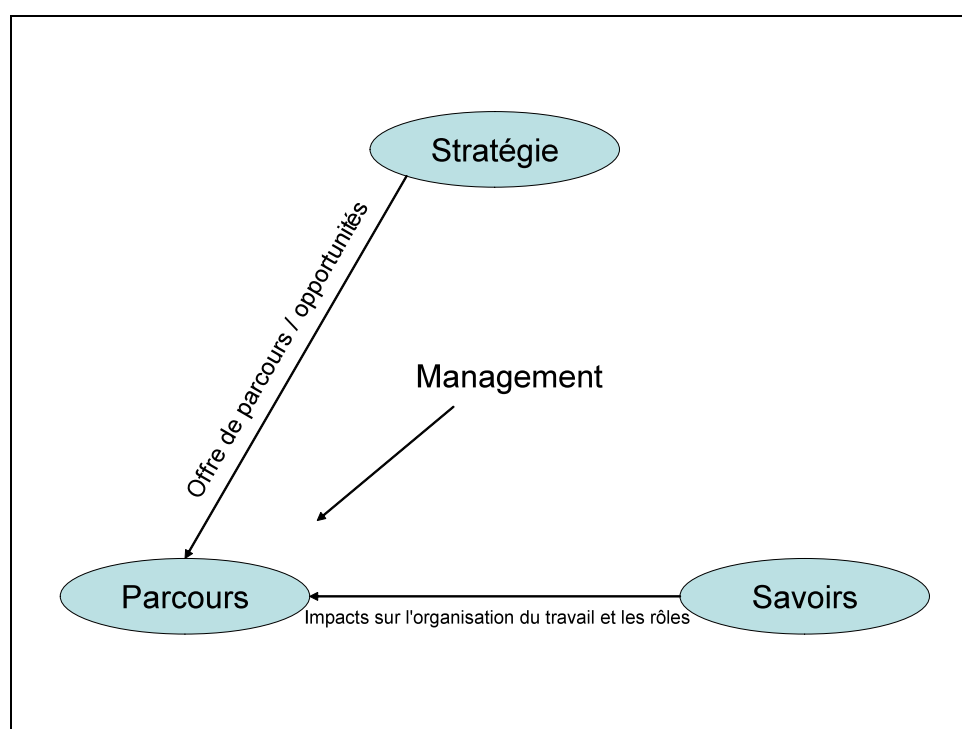 Stratégie
Offre de parcours / opportunités
Management
Parcours
Savoirs
Impacts sur l'organisation du travail et les rôles